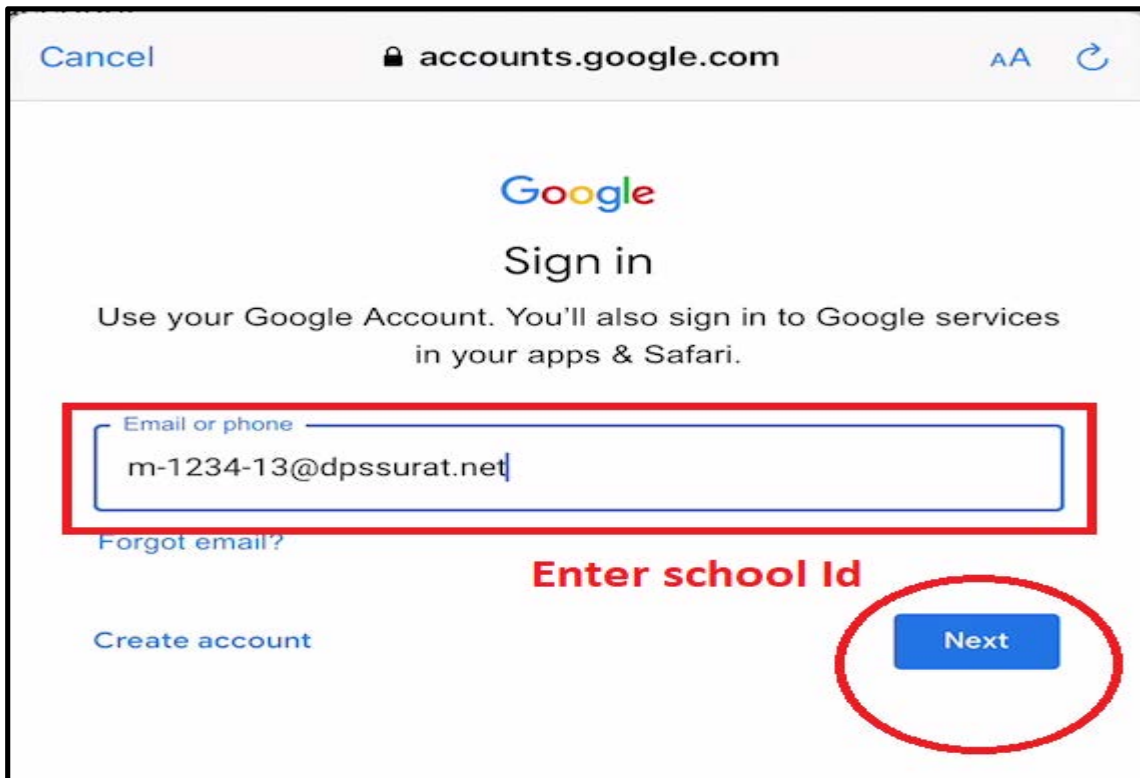 Cancel
accounts.google.com
AA
Google
Sign in
Use your Google Account. You'll also sign in to Google services
in your apps & Safari.
Email or phone
m-1234-13@dpssurat.net
Forgot email?
Enter school Id
Create account
Next